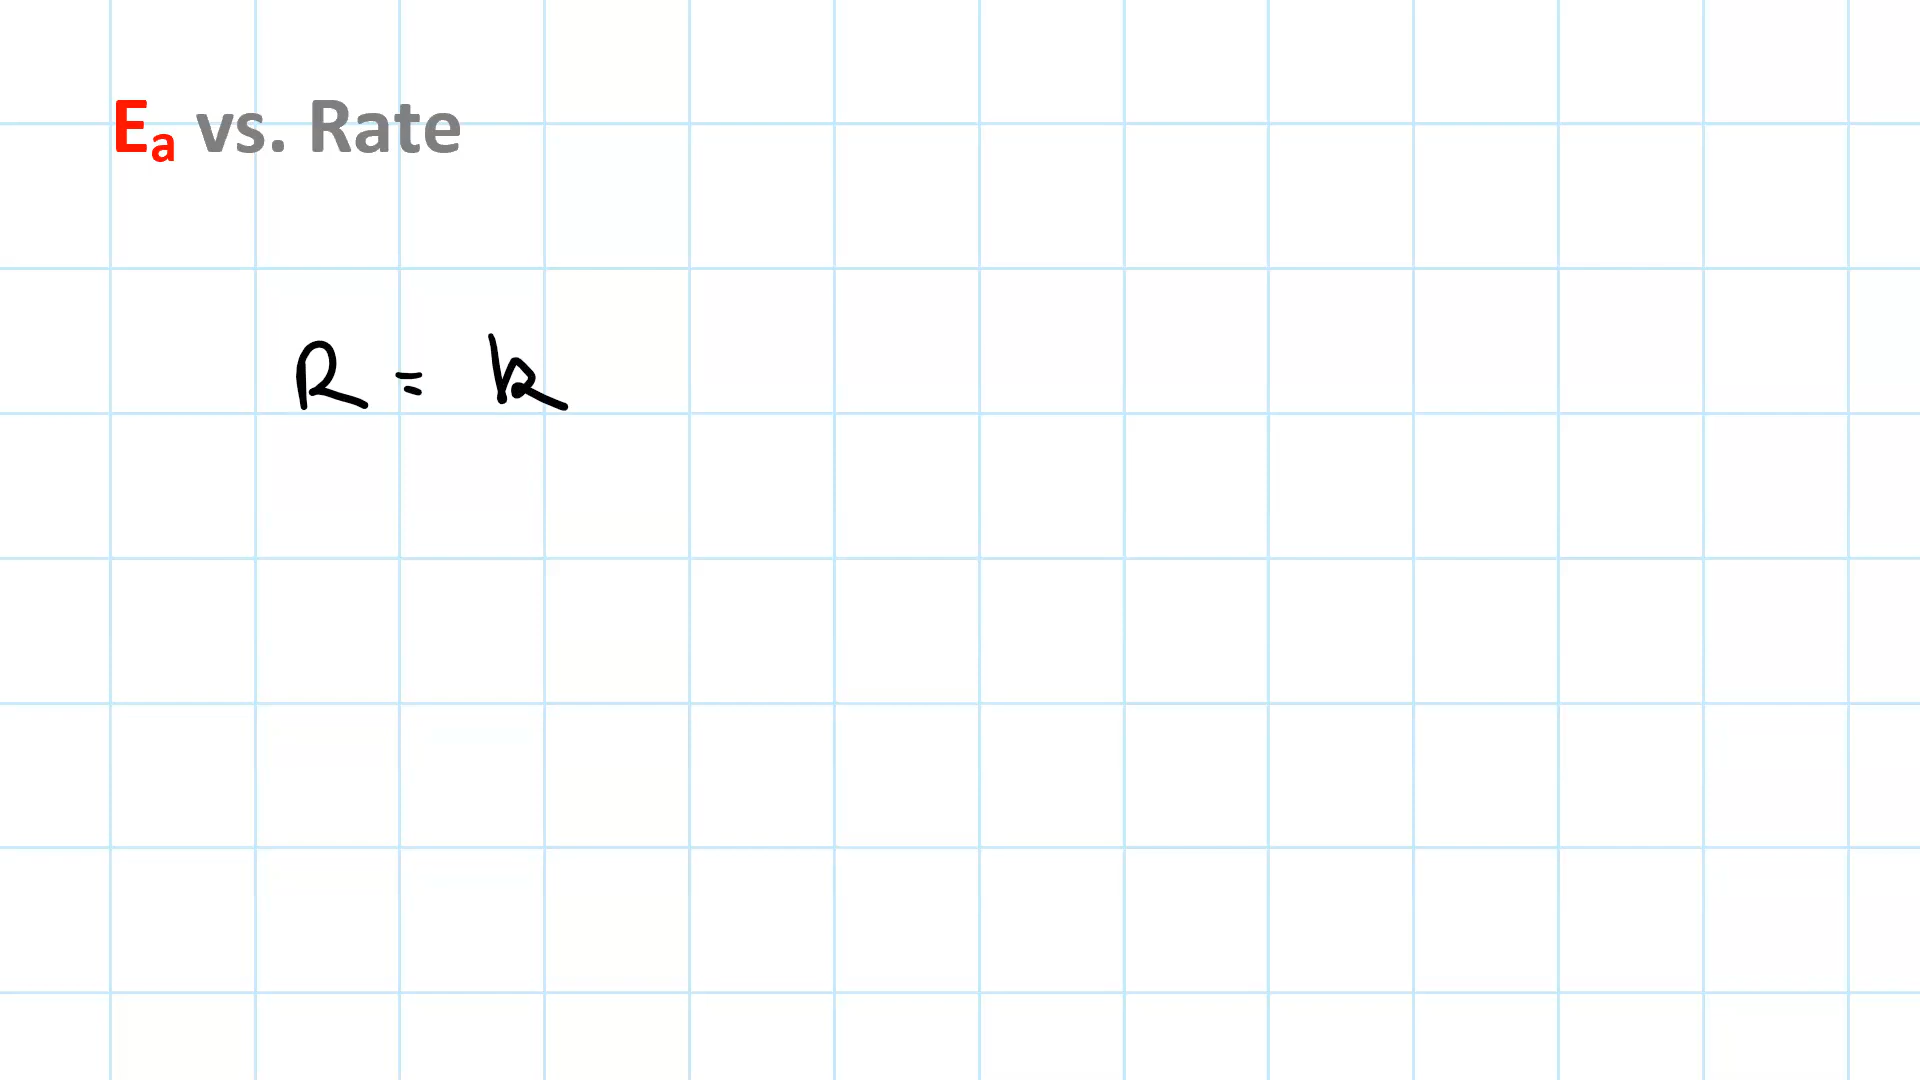 Ea vs. Rate
R = k